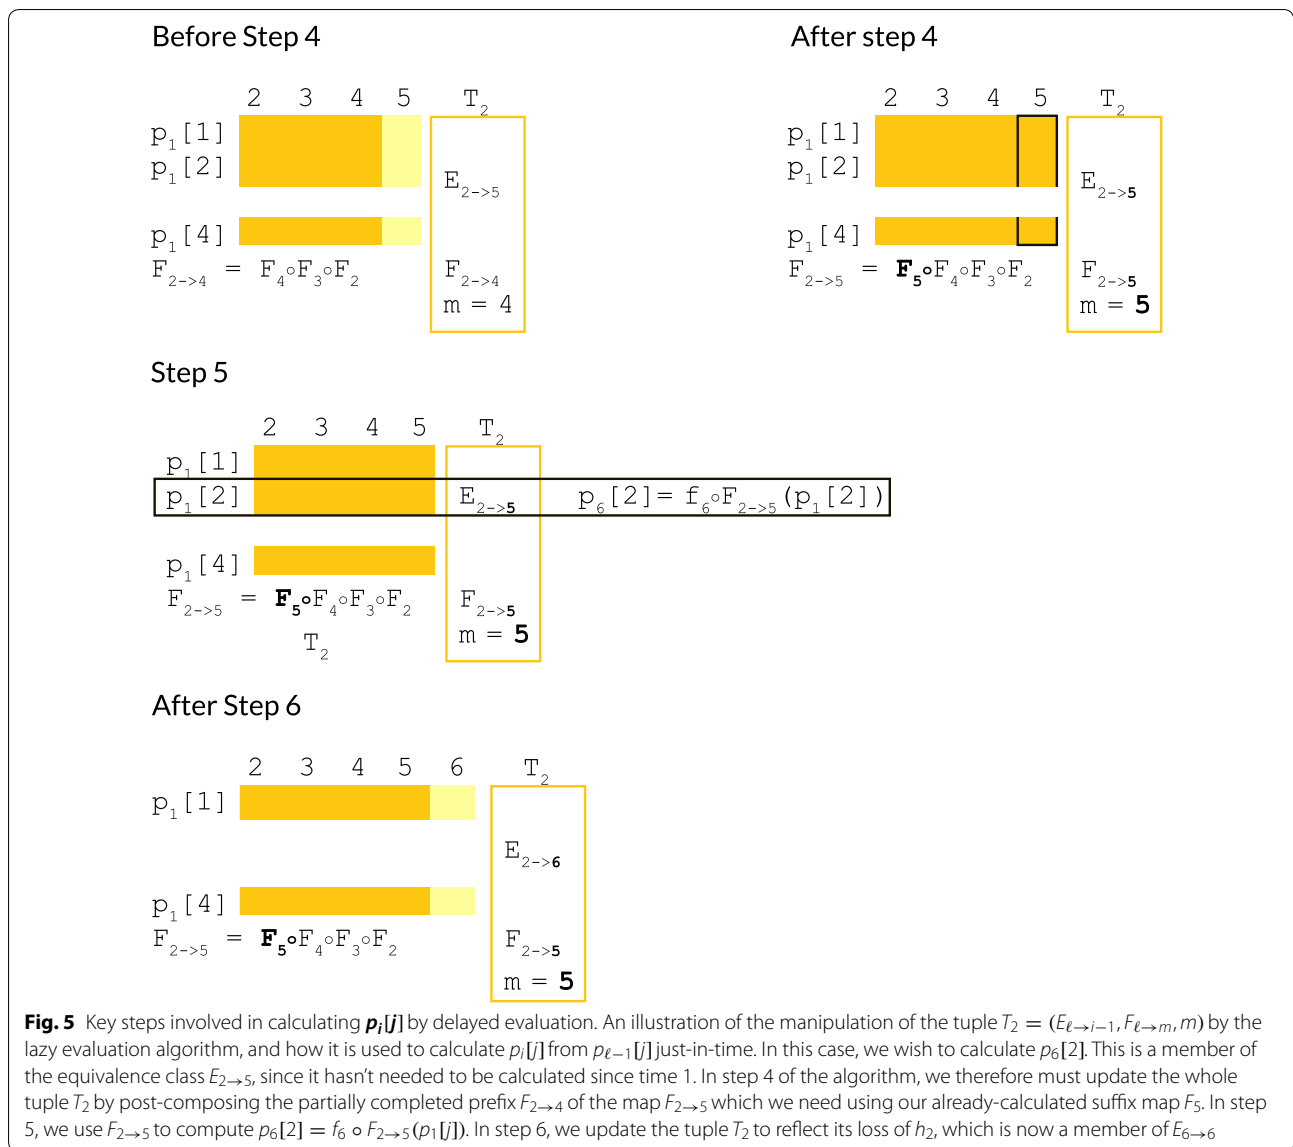 Before Step 4
After step 4
2 3 4 5 T2
p1[1]
p1[2]
E2->5
p1[4]
F2->4 = F4∘F3∘F2
F2->4
m = 4
2 3 4 5 T2
p1[1]
p1[2]
E2->5
p1[4]
F2->5 = F5∘F4∘F3∘F2
F2->5
m = 5
Step 5
2 3 4 5 T2
p1[1]
p1[2] E2->5 p6[2]= f6∘F2->5(p1[2])
p1[4]
F2->5 = F5∘F4∘F3∘F2
F2->5
T2
m = 5
After Step 6
2 3 4 5 6 T2
p1[1]
E2->6
p1[4]
F2->5 = F5∘F4∘F3∘F2
F2->5
m = 5
Fig. 5 Key steps involved in calculating pi[j] by delayed evaluation. An illustration of the manipulation of the tuple T2 = (Eℓ→i−1, Fℓ→m, m) by the
lazy evaluation algorithm, and how it is used to calculate pi[j] from pℓ−1[j] just-in-time. In this case, we wish to calculate p6[2]. This is a member of
the equivalence class E2→5, since it hasn't needed to be calculated since time 1. In step 4 of the algorithm, we therefore must update the whole
tuple T2 by post-composing the partially completed prefix F2→4 of the map F2→5 which we need using our already-calculated suffix map F5. In step
5, we use F2→5 to compute p6[2] = f6 ∘ F2→5(p1[2]). In step 6, we update the tuple T2 to reflect its loss of h2, which is now a member of E6→6